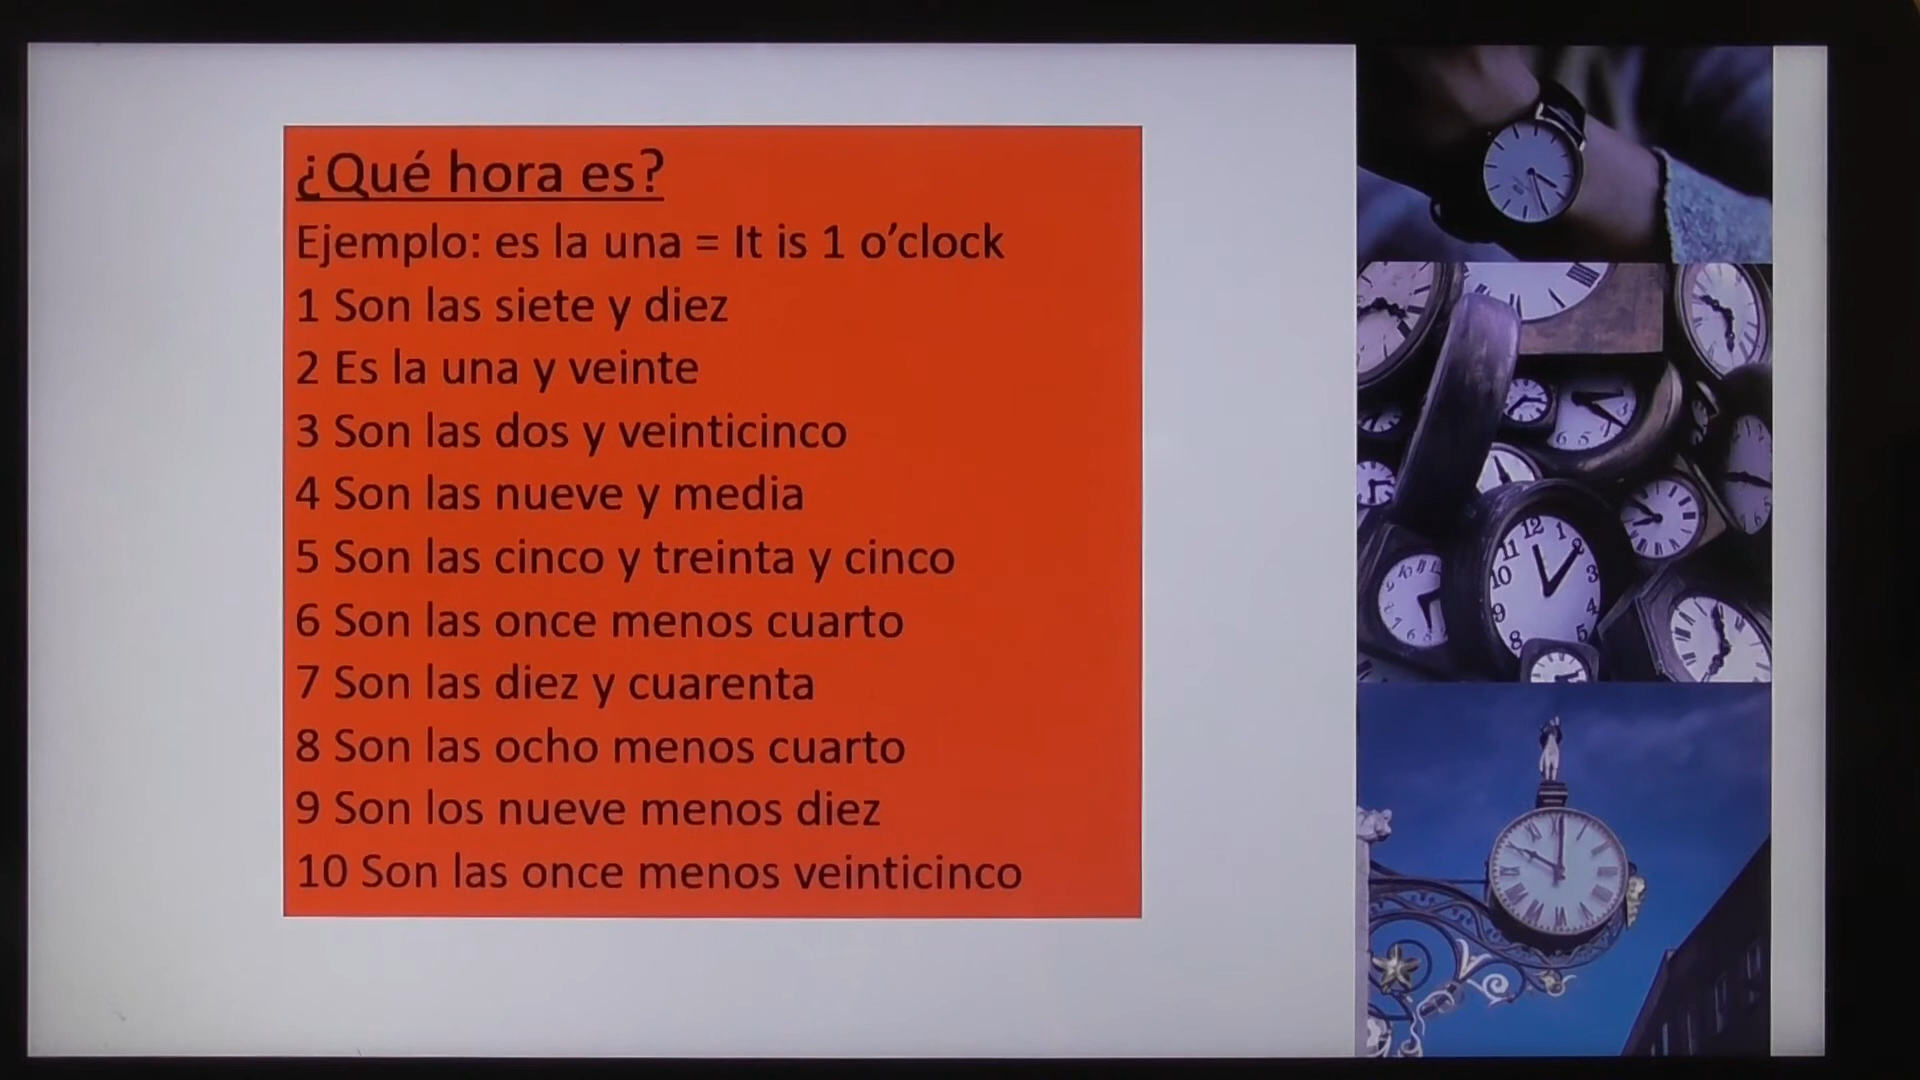 ¿Qué hora es?
Ejemplo: es la una = It is 1 o’clock
1 Son las siete y diez
2 Es la una y veinte
3 Son las dos y veinticinco
4 Son las nueve y media
5 Son las cinco y treinta y cinco
6 Son las once menos cuarto
7 Son las diez y cuarenta
8 Son las ocho menos cuarto
9 Son los nueve menos diez
10 Son las once menos veinticinco